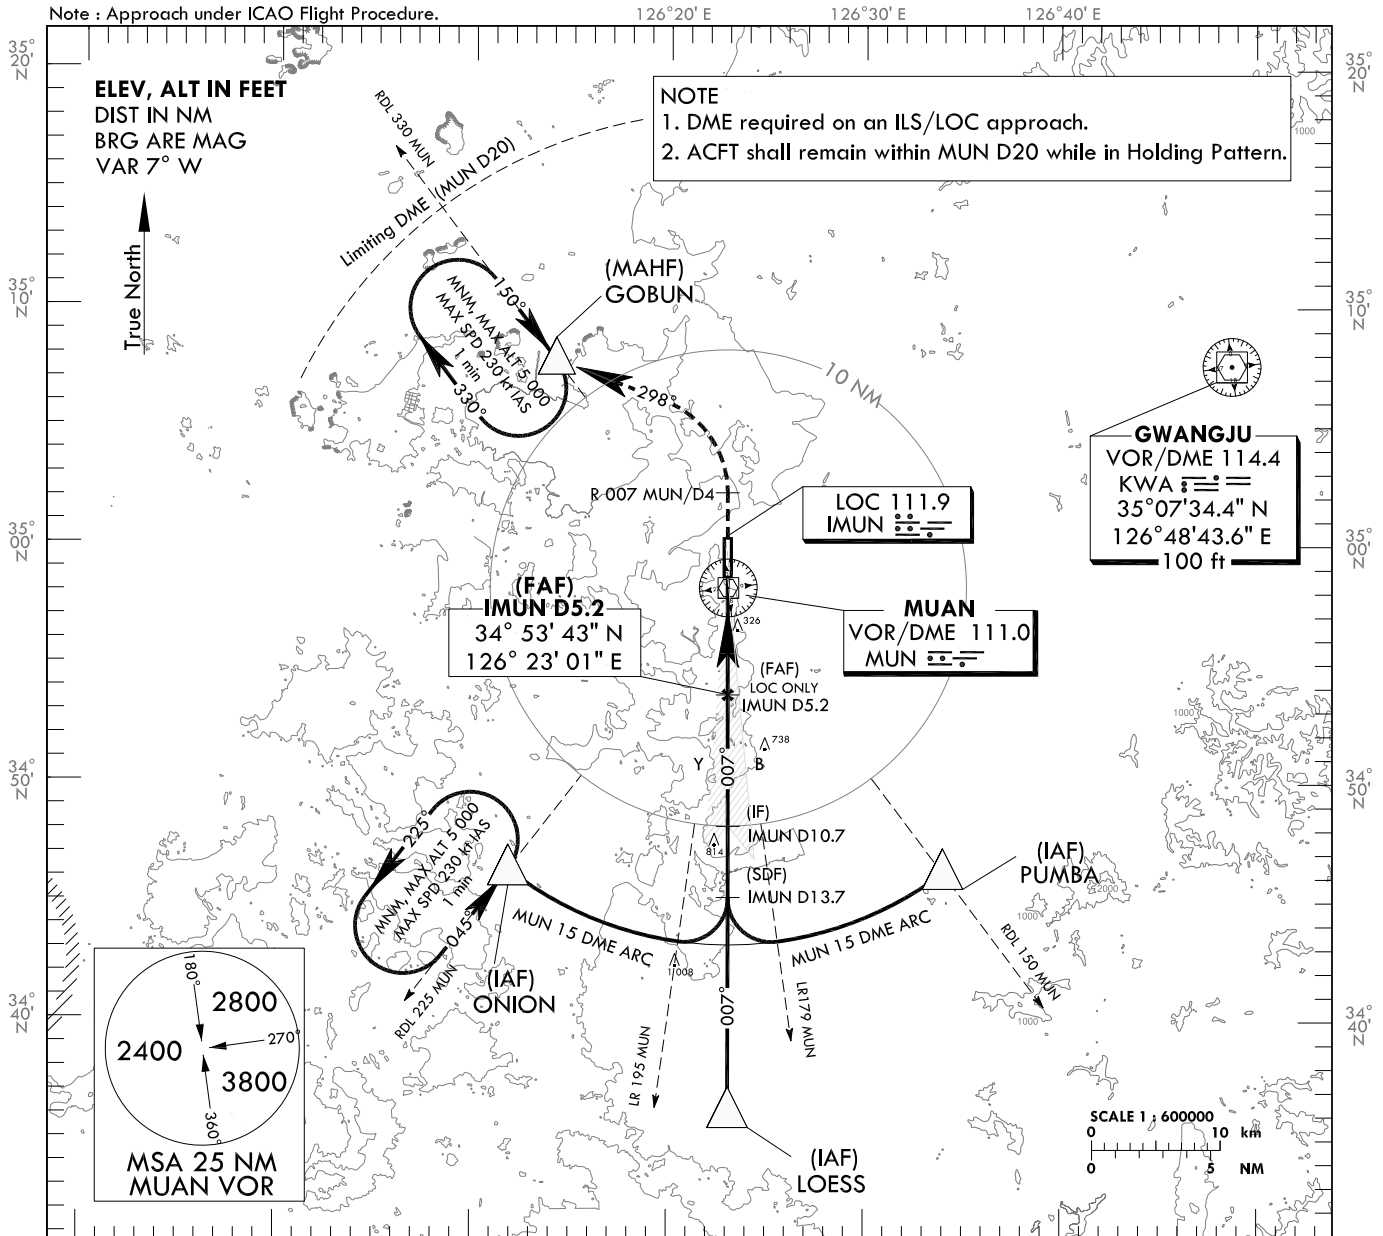 Note : Approach under ICAO Flight Procedure.
126°20' E
126°30' E
126°40' E
35°
20'
N
35°
20'
N
ELEV, ALT IN FEET
DIST IN NM
BRG ARE MAG
VAR 7° W
True North
RDL 330 MUN
Limiting DME (MUN D20)
NOTE
1. DME required on an ILS/LOC approach.
2. ACFT shall remain within MUN D20 while in Holding Pattern.
1000
35°
10'
N
35°
10'
N
(MAHF)
GOBUN
150°
MNM, MAX ALT 5 000
MAX SPD 230 kt IAS
1 min
330°
298°
10 NM
GWANGJU
VOR/DME 114.4
KWA
35°07'34.4" N
126°48'43.6" E
100 ft
R 007 MUN/D4
LOC 111.9
IMUN
35°
00'
N
35°
00'
N
(FAF)
IMUN D5.2
34° 53' 43" N
126° 23' 01" E
MUAN
VOR/DME 111.0
MUN
326
(FAF)
LOC ONLY
IMUN D5.2
738
1000
Y
B
007°
34°
50'
N
34°
50'
N
(IF)
IMUN D10.7
814
(SDF)
IMUN D13.7
225°
MNM, MAX ALT 5 000
MAX SPD 230 kt IAS
1 min
045°
RDL 225 MUN
(IAF)
ONION
MUN 15 DME ARC
MUN 15 DME ARC
(IAF)
PUMBA
2000
1000
1000
RDL 150 MUN
1008
007°
LR 195 MUN
LR179 MUN
34°
40'
N
34°
40'
N
180°
2800
270°
2400
3800
360°
MSA 25 NM
MUAN VOR
(IAF)
LOESS
SCALE 1 : 600000
0 10 km
0 5 NM